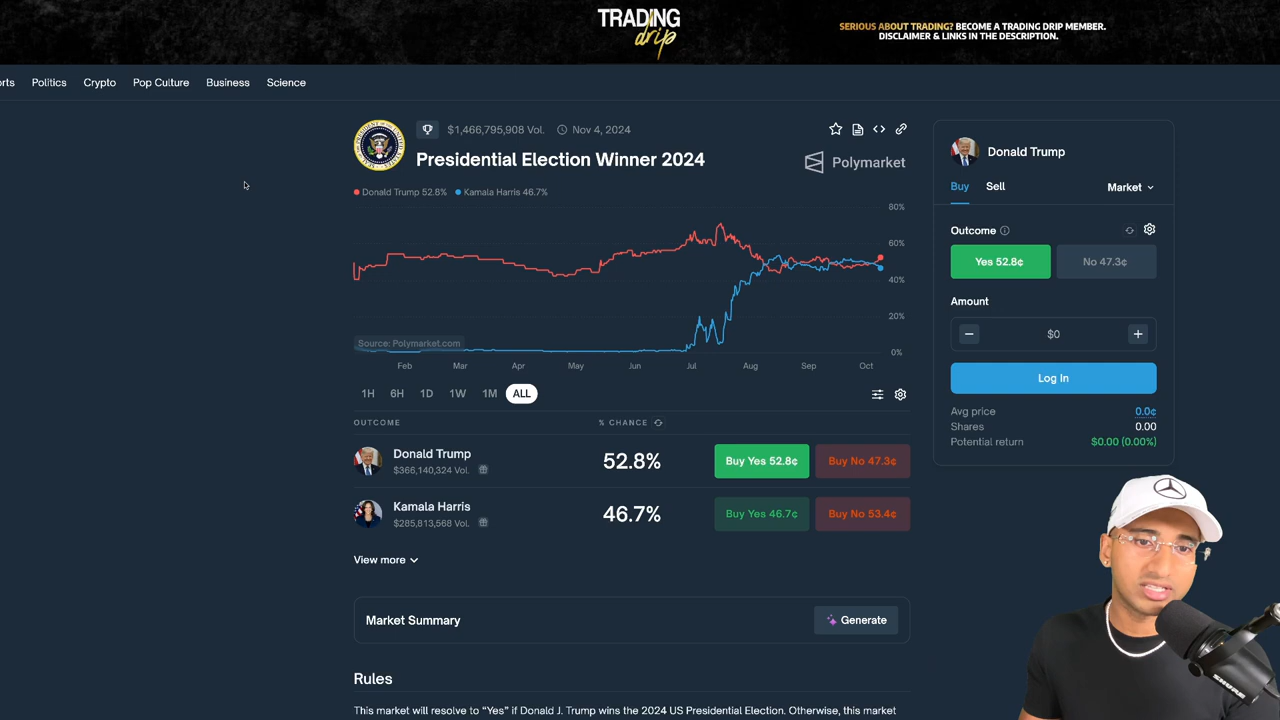 TRADING
drip
SERIOUS ABOUT TRADING? BECOME A TRADING DRIP MEMBER.
DISCLAIMER & LINKS IN THE DESCRIPTION.
orts Politics Crypto Pop Culture Business Science
$1,466,795,908 Vol. Nov 4, 2024
Presidential Election Winner 2024
Polymarket
Donald Trump 52.8% Kamala Harris 46.7%
80%
60%
40%
20%
0%
Source: Polymarket.com
Feb Mar Apr May Jun Jul Aug Sep Oct
1H 6H 1D 1W 1M ALL
OUTCOME % CHANCE
Donald Trump
$366,140,324 Vol.
52.8%
Buy Yes 52.8¢ Buy No 47.3¢
Kamala Harris
$285,813,568 Vol.
46.7%
Buy Yes 46.7¢ Buy No 53.4¢
View more
Market Summary Generate
Rules
This market will resolve to “Yes” if Donald J. Trump wins the 2024 US Presidential Election. Otherwise, this market
Donald Trump
Buy Sell Market
Outcome
Yes 52.8¢ No 47.3¢
Amount
− $0 +
Log In
Avg price 0.0¢
Shares 0.00
Potential return $0.00 (0.00%)